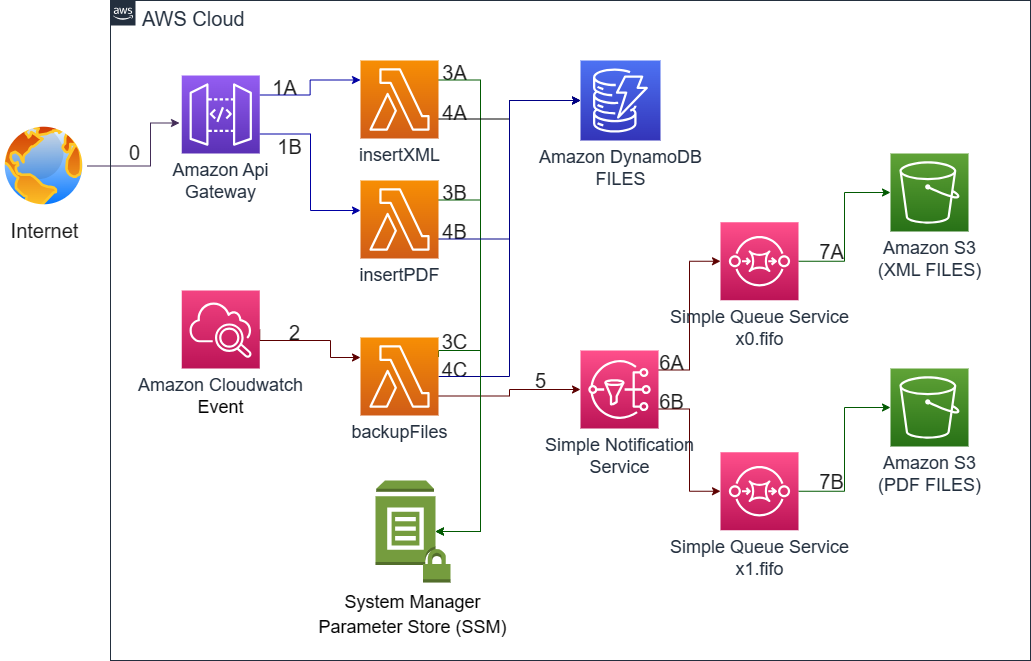 aws
AWS Cloud
Internet
0
Amazon Api
Gateway
1A
1B
insertXML
3A
4A
insertPDF
3B
4B
Amazon DynamoDB
FILES
Amazon Cloudwatch
Event
2
backupFiles
3C
4C
5
Simple Notification
Service
6A
6B
Simple Queue Service
x0.fifo
7A
Amazon S3
(XML FILES)
Simple Queue Service
x1.fifo
7B
Amazon S3
(PDF FILES)
System Manager
Parameter Store (SSM)